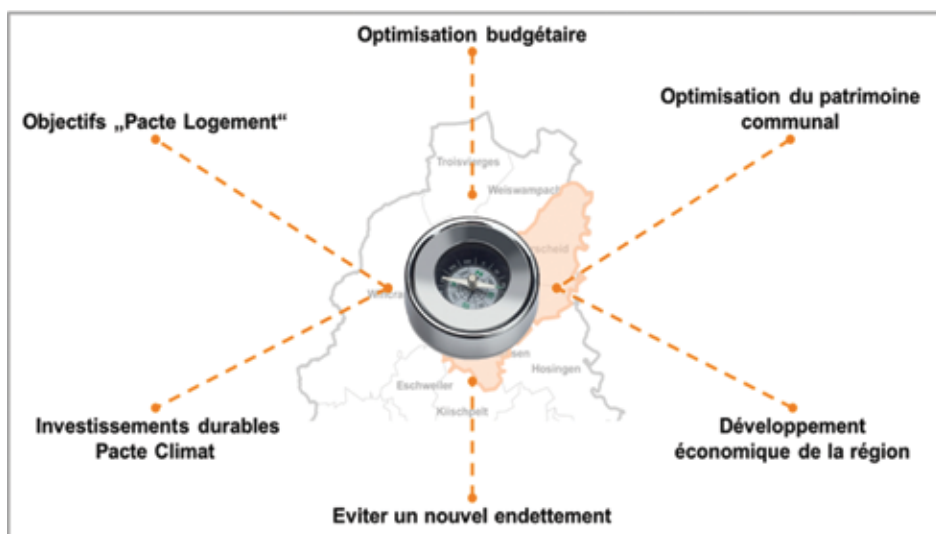 Optimisation budgétaire
Objectifs „Pacte Logement“
Optimisation du patrimoine
communal
Troisvierges
Weiswampach
Hosingen
Eschweiler
Kiischpelt
Investissements durables
Pacte Climat
Développement
économique de la région
Eviter un nouvel endettement